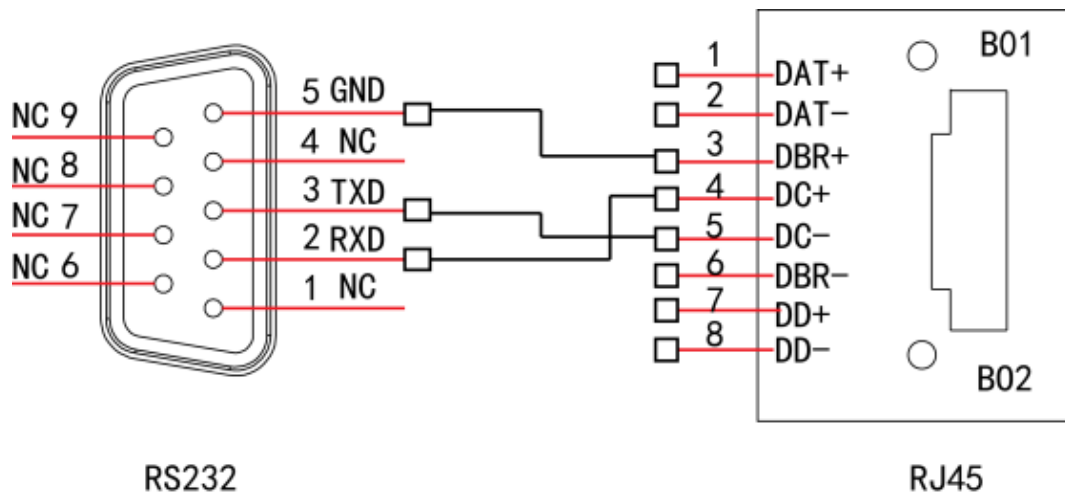 NC 9
NC 8
NC 7
NC 6
5 GND
4 NC
3 TXD
2 RXD
1 NC
1 DAT+
2 DAT-
3 DBR+
4 DC+
5 DC-
6 DBR-
7 DD+
8 DD-
B01
B02
RS232
RJ45